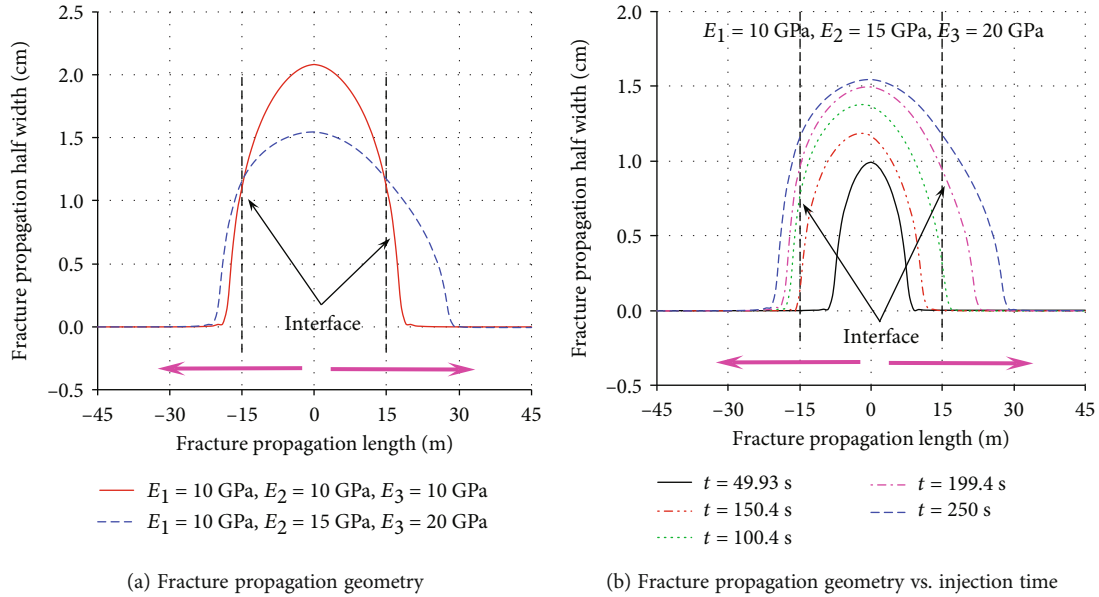 Fracture propagation half width (cm)
2.5
2.0
1.5
1.0
0.5
0.0
−0.5
Interface
−45
−30
−15
0
15
30
45
Fracture propagation length (m)
E1 = 10 GPa, E2 = 10 GPa, E3 = 10 GPa
E1 = 10 GPa, E2 = 15 GPa, E3 = 20 GPa
(a) Fracture propagation geometry
Fracture propagation half width (cm)
2.0
1.5
1.0
0.5
0.0
−0.5
E1 = 10 GPa, E2 = 15 GPa, E3 = 20 GPa
Interface
−45
−30
−15
0
15
30
45
Fracture propagation length (m)
t = 49.93 s
t = 150.4 s
t = 100.4 s
t = 199.4 s
t = 250 s
(b) Fracture propagation geometry vs. injection time